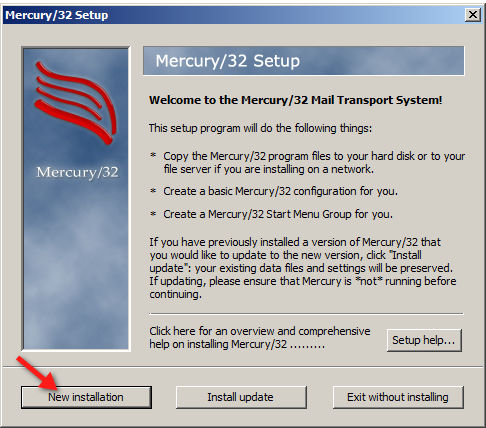 Mercury/32 Setup
Mercury/32 Setup
Mercury/32
Welcome to the Mercury/32 Mail Transport System!
This setup program will do the following things:
* Copy the Mercury/32 program files to your hard disk or to your
file server if you are installing on a network.
* Create a basic Mercury/32 configuration for you.
* Create a Mercury/32 Start Menu Group for you.
If you have previously installed a version of Mercury/32 that
you would like to update to the new version, click "Install
update": your existing data files and settings will be preserved.
If updating, please ensure that Mercury is *not* running before
continuing.
Click here for an overview and comprehensive
help on installing Mercury/32 .........
Setup help...
New installation
Install update
Exit without installing